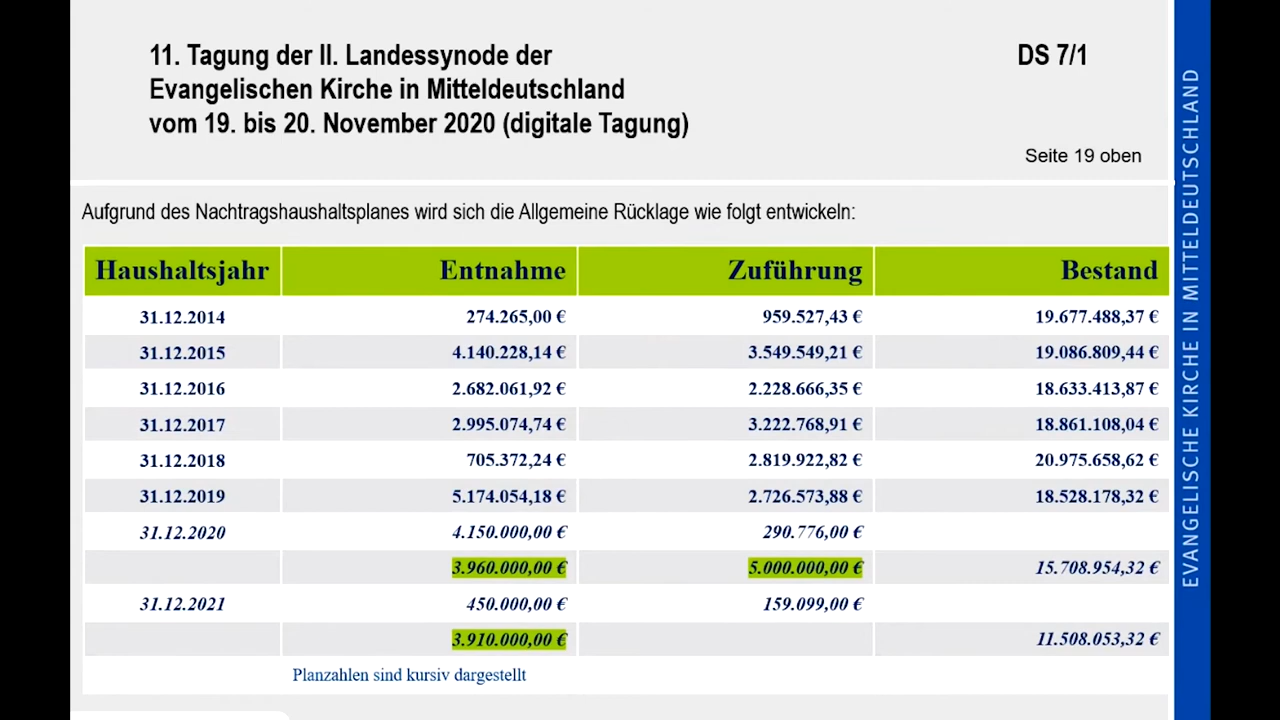 11. Tagung der II. Landessynode der
Evangelischen Kirche in Mitteldeutschland
vom 19. bis 20. November 2020 (digitale Tagung)
DS 7/1
Seite 19 oben
Aufgrund des Nachtragshaushaltsplanes wird sich die Allgemeine Rücklage wie folgt entwickeln:
Haushaltsjahr Entnahme Zuführung Bestand
31.12.2014 274.265,00 € 959.527,43 € 19.677.488,37 €
31.12.2015 4.140.228,14 € 3.549.549,21 € 19.086.809,44 €
31.12.2016 2.682.061,92 € 2.228.666,35 € 18.633.413,87 €
31.12.2017 2.995.074,74 € 3.222.768,91 € 18.861.108,04 €
31.12.2018 705.372,24 € 2.819.922,82 € 20.975.658,62 €
31.12.2019 5.174.054,18 € 2.726.573,88 € 18.528.178,32 €
31.12.2020 4.150.000,00 € 290.776,00 €
3.960.000,00 € 5.000.000,00 € 15.708.954,32 €
31.12.2021 450.000,00 € 159.099,00 €
3.910.000,00 € 11.508.053,32 €
Planzahlen sind kursiv dargestellt
EVANGELISCHE KIRCHE IN MITTELDEUTSCHLAND